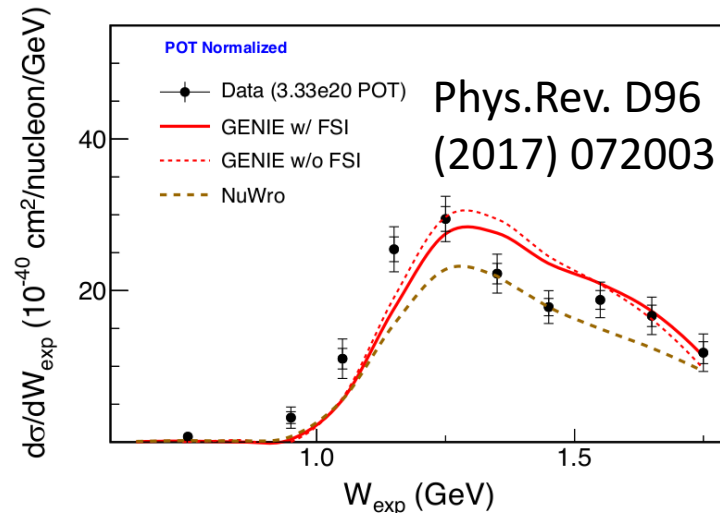 POT Normalized
Data (3.33e20 POT)
GENIE w/ FSI
GENIE w/o FSI
NuWro
Phys.Rev. D96
(2017) 072003
40
20
dσ/dW_exp (10^-40 cm^2/nucleon/GeV)
1.0
1.5
W_exp (GeV)